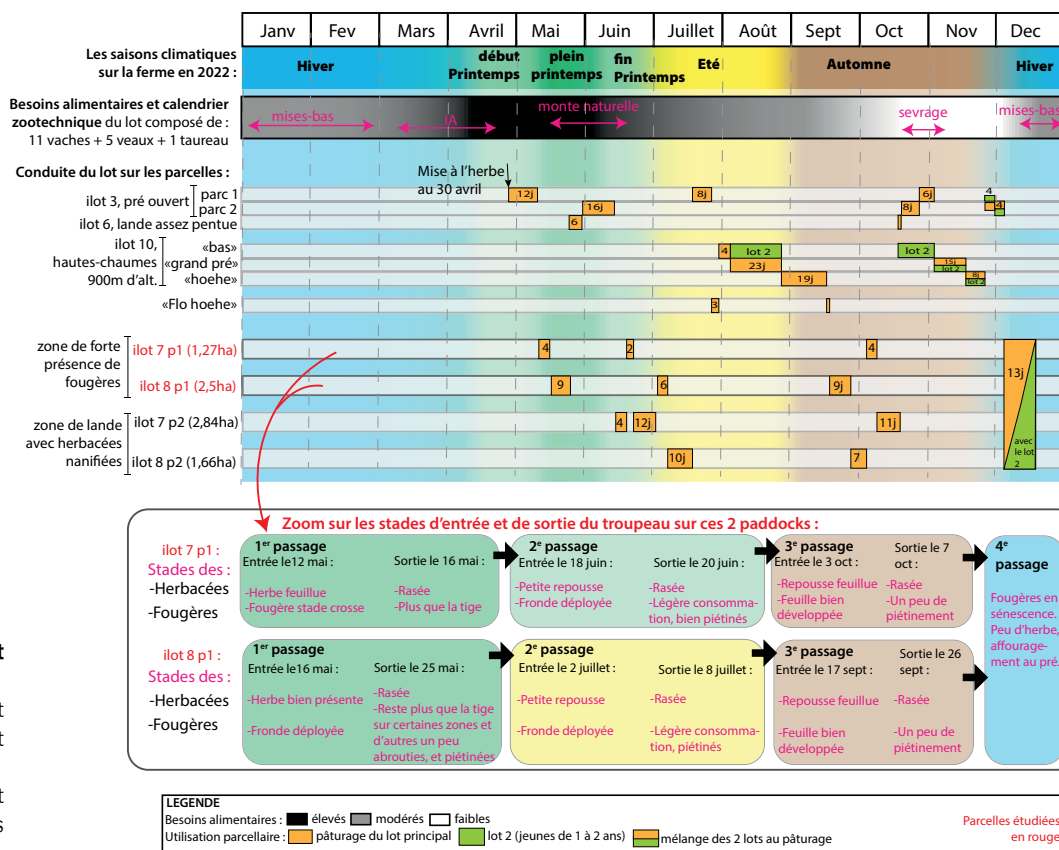 Janv Fev Mars Avril Mai Juin Juillet Août Sept Oct Nov Dec
Les saisons climatiques
sur la ferme en 2022 :
Hiver
début
Printemps
plein
printemps
fin
Printemps
Eté
Automne
Hiver
Besoins alimentaires et calendrier
zootechnique du lot composé de :
11 vaches + 5 veaux + 1 taureau
mises-bas
IA
monte naturelle
sevrage
mises-bas
Conduite du lot sur les parcelles :
Mise à l'herbe
au 30 avril
ilot 3, pré ouvert
parc 1
12j
8j
6j
4
parc 2
16j
8j
4
ilot 6, lande assez pentue
6
ilot 10,
hautes-chaumes
900m d'alt.
«bas»
4
lot 2
lot 2
«grand pré»
23j
15j
lot 2
«hoehe»
19j
8j
lot 2
«Flo hoehe»
3
zone de forte
présence de
fougères
ilot 7 p1 (1,27ha)
4
2
4
ilot 8 p1 (2,5ha)
9
6
9j
13j
zone de lande
avec herbacées
nanifiées
ilot 7 p2 (2,84ha)
4
12j
11j
ilot 8 p2 (1,66ha)
10j
7
avec
le lot
2
Zoom sur les stades d'entrée et de sortie du troupeau sur ces 2 paddocks :
ilot 7 p1 :
Stades des :
-Herbacées
-Fougères
1er passage
Entrée le12 mai :
-Herbe feuillue
-Fougère stade crosse
Sortie le 16 mai :
-Rasée
-Plus que la tige
2e passage
Entrée le 18 juin :
-Petite repousse
-Fronde déployée
Sortie le 20 juin :
-Rasée
-Légère consomma-
tion, bien piétinés
3e passage
Entrée le 3 oct :
-Repousse feuillue
-Feuille bien
développée
Sortie le 7
oct :
-Rasée
-Un peu de
piétinement
4e
passage
Fougères en
sénescence.
Peu d'herbe,
affourage-
ment au pré.
ilot 8 p1 :
Stades des :
-Herbacées
-Fougères
1er passage
Entrée le16 mai :
-Herbe bien présente
-Fronde déployée
Sortie le 25 mai :
-Rasée
-Reste plus que la tige
sur certaines zones et
d'autres un peu
abrouties, et piétinées
2e passage
Entrée le 2 juillet :
-Petite repousse
-Fronde déployée
Sortie le 8 juillet :
-Rasée
-Légère consomma-
tion, piétinés
3e passage
Entrée le 17 sept :
-Repousse feuillue
-Feuille bien
développée
Sortie le 26
sept :
-Rasée
-Un peu de
piétinement
t
t
t
t
s
LEGENDE
Besoins alimentaires : élevés modérés faibles
Utilisation parcellaire : pâturage du lot principal lot 2 (jeunes de 1 à 2 ans) mélange des 2 lots au pâturage
Parcelles étudiées
en rouge